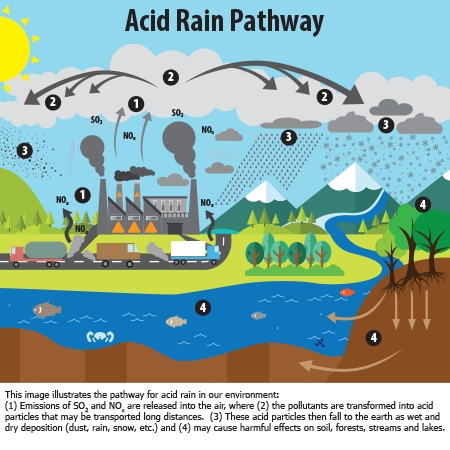 Acid Rain Pathway
2
2
2
1
SO₂
SO₂
NOₓ
NOₓ
3
3
3
1
NOₓ
NOₓ
NOₓ
4
4
4
This image illustrates the pathway for acid rain in our environment:
(1) Emissions of SO₂ and NOₓ are released into the air, where (2) the pollutants are transformed into acid
particles that may be transported long distances. (3) These acid particles then fall to the earth as wet and
dry deposition (dust, rain, snow, etc.) and (4) may cause harmful effects on soil, forests, streams and lakes.